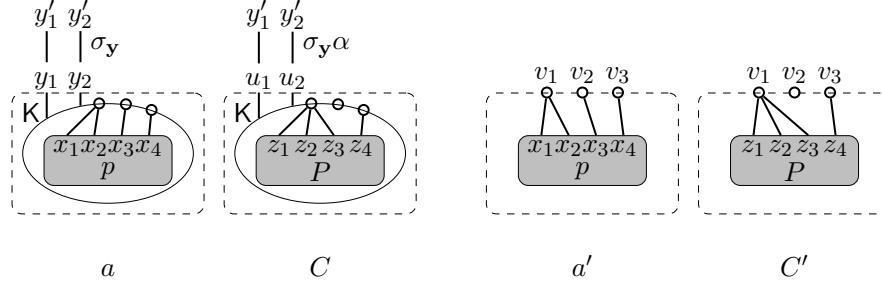 y′₁ y′₂ y′₁ y′₂
σ𝐲 σ𝐲α
y₁ y₂ u₁ u₂ v₁ v₂ v₃ v₁ v₂ v₃
K K
x₁ x₂ x₃ x₄ z₁ z₂ z₃ z₄ x₁ x₂ x₃ x₄ z₁ z₂ z₃ z₄
p P p P
a C a′ C′